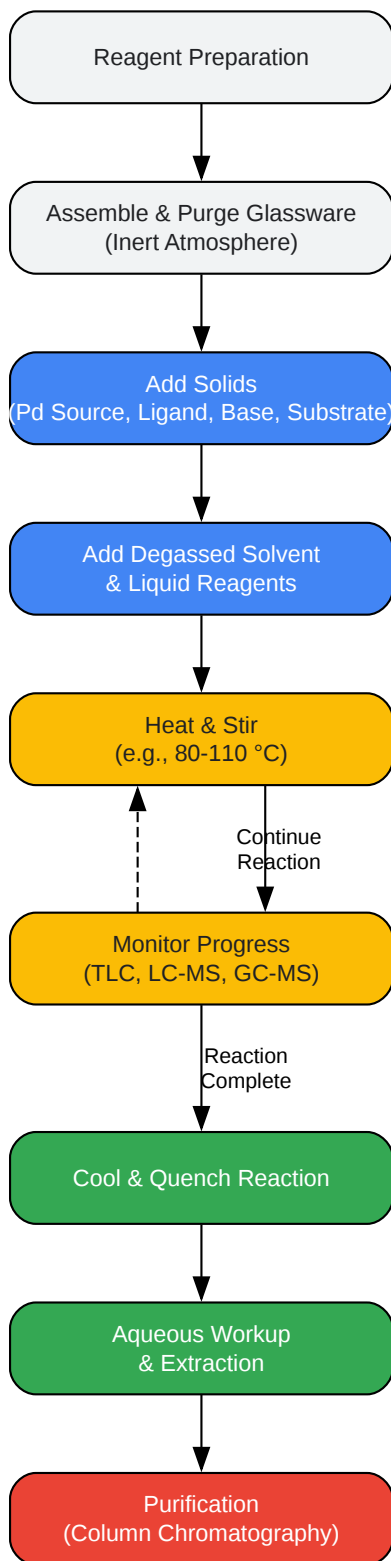 Reagent Preparation
Assemble & Purge Glassware
(Inert Atmosphere)
Add Solids
(Pd Source, Ligand, Base, Substrate)
Add Degassed Solvent
& Liquid Reagents
Heat & Stir
(e.g., 80-110 °C)
Continue
Reaction
Monitor Progress
(TLC, LC-MS, GC-MS)
Reaction
Complete
Cool & Quench Reaction
Aqueous Workup
& Extraction
Purification
(Column Chromatography)